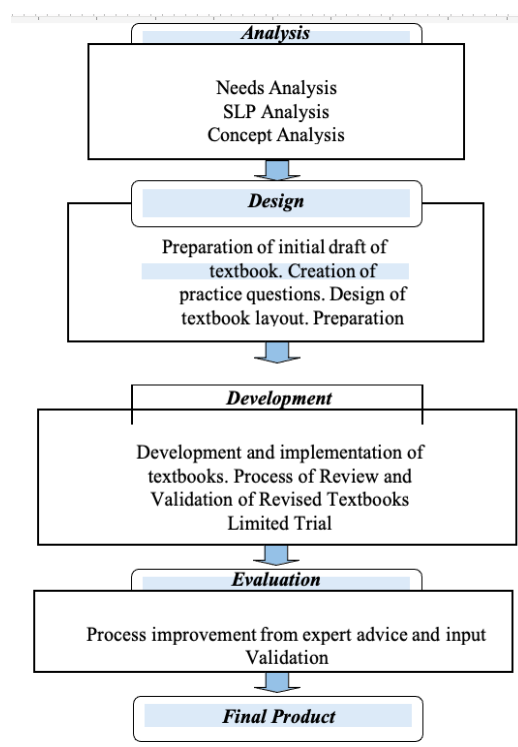 Analysis
Needs Analysis
SLP Analysis
Concept Analysis
Design
Preparation of initial draft of
textbook. Creation of
practice questions. Design of
textbook layout. Preparation
Development
Development and implementation of
textbooks. Process of Review and
Validation of Revised Textbooks
Limited Trial
Evaluation
Process improvement from expert advice and input
Validation
Final Product